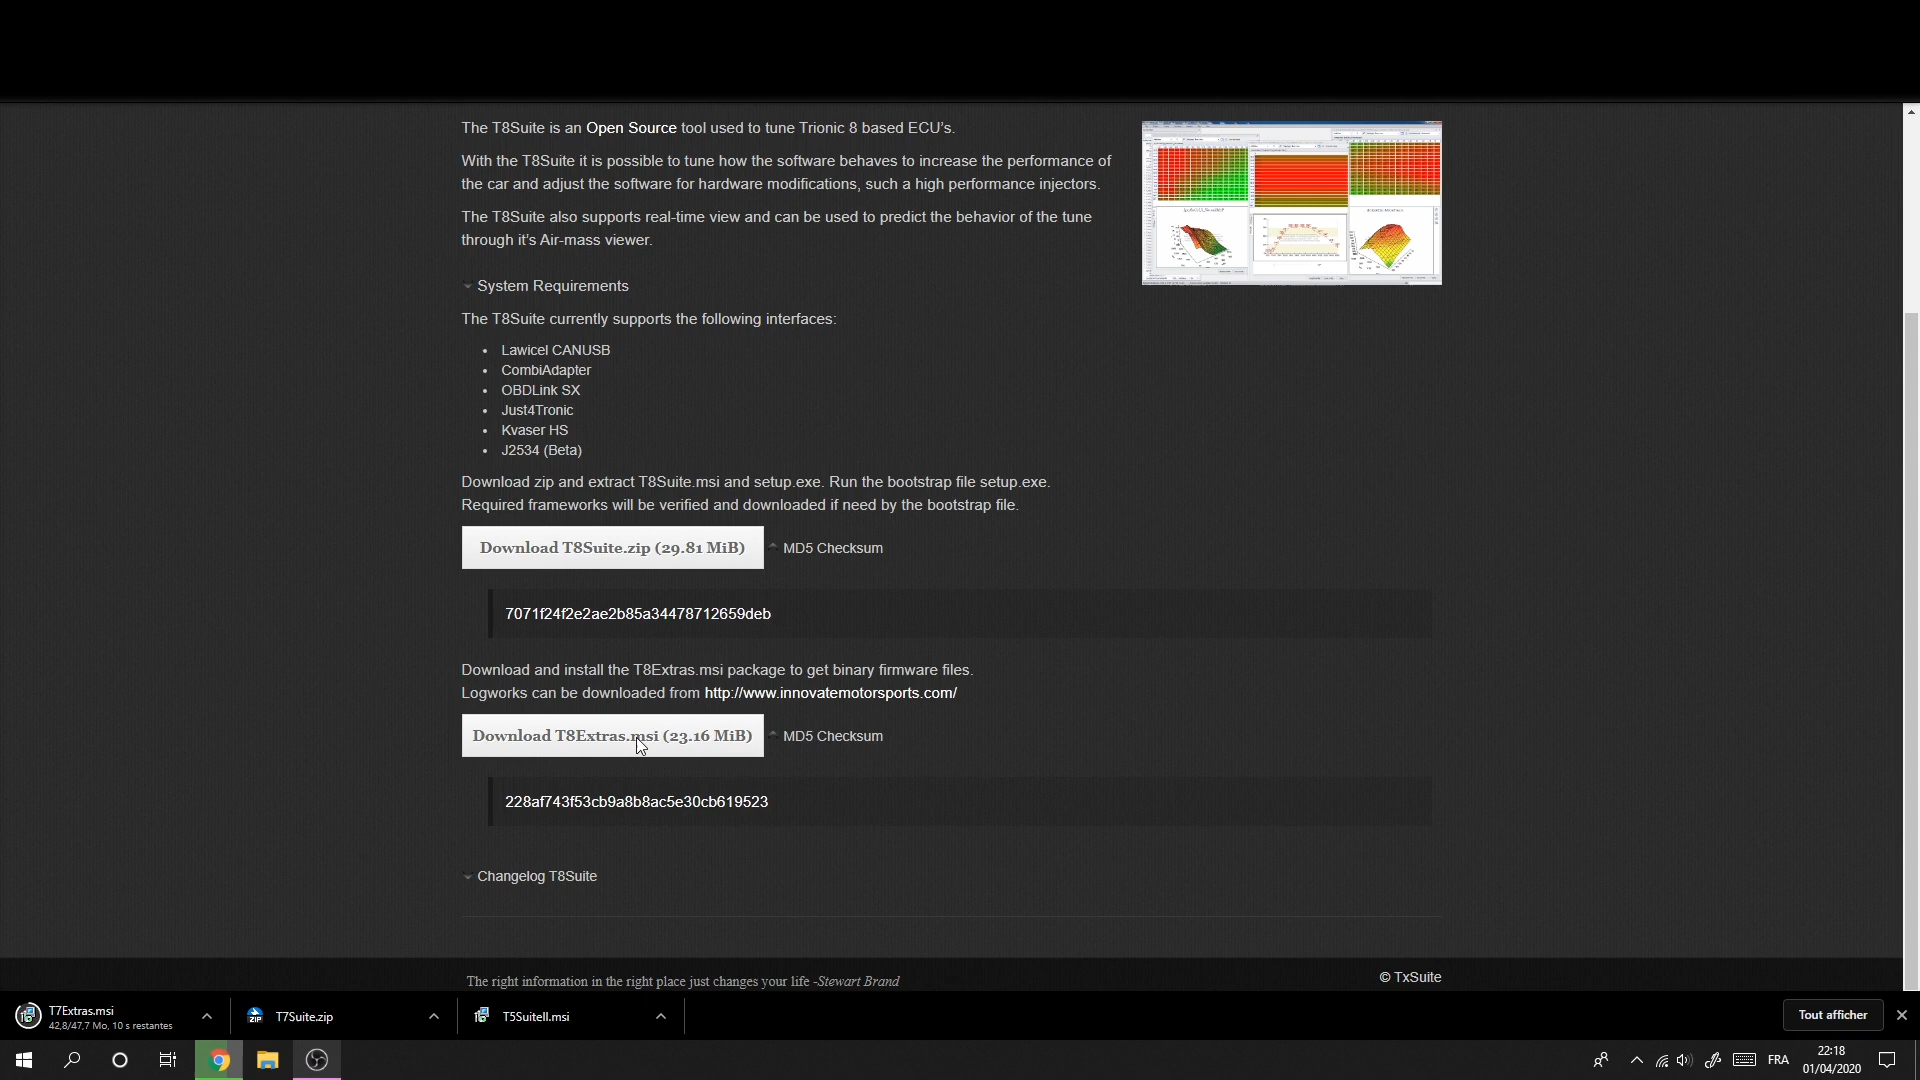 The T8Suite is an Open Source tool used to tune Trionic 8 based ECU's.
With the T8Suite it is possible to tune how the software behaves to increase the performance of
the car and adjust the software for hardware modifications, such a high performance injectors.
The T8Suite also supports real-time view and can be used to predict the behavior of the tune
through it's Air-mass viewer.
System Requirements
The T8Suite currently supports the following interfaces:
• Lawicel CANUSB
• CombiAdapter
• OBDLink SX
• Just4Tronic
• Kvaser HS
• J2534 (Beta)
Download zip and extract T8Suite.msi and setup.exe. Run the bootstrap file setup.exe.
Required frameworks will be verified and downloaded if need by the bootstrap file.
Download T8Suite.zip (29.81 MiB) MD5 Checksum
7071f24f2e2ae2b85a34478712659deb
Download and install the T8Extras.msi package to get binary firmware files.
Logworks can be downloaded from http://www.innovatemotorsports.com/
Download T8Extras.msi (23.16 MiB) MD5 Checksum
228af743f53cb9a8b8ac5e30cb619523
Changelog T8Suite
The right information in the right place just changes your life -Stewart Brand
© TxSuite
T7Extras.msi
42,8/47,7 Mo, 10 s restantes
ZIP
T7Suite.zip
T5SuiteII.msi
Tout afficher
FRA
22:18
01/04/2020